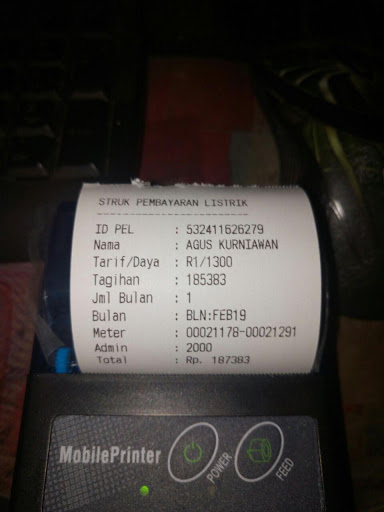 STRUK PEMBAYARAN LISTRIK
--------------------------
ID PEL : 532411626279
Nama : AGUS KURNIAWAN
Tarif/Daya : R1/1300
Tagihan : 185383
Jml Bulan : 1
Bulan : BLN:FEB19
Meter : 00021178-00021291
Admin : 2000
Total : Rp. 187383
MobilePrinter
POWER
FEED